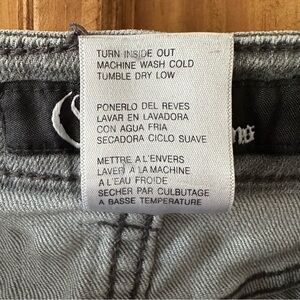 TURN INSIDE OUT
MACHINE WASH COLD
TUMBLE DRY LOW
PONERLO DEL REVES
LAVAR EN LAVADORA
CON AGUA FRIA
SECADORA CICLO SUAVE
METTRE A L'ENVERS
LAVER A LA MACHINE
A L'EAU FROIDE
SECHER PAR CULBUTAGE
A BASSE TEMPERATURE